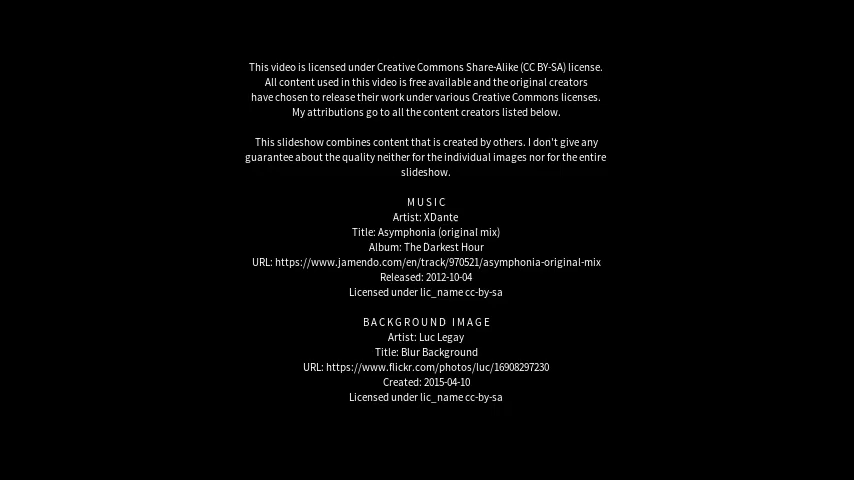 This video is licensed under Creative Commons Share-Alike (CC BY-SA) license.
All content used in this video is free available and the original creators
have chosen to release their work under various Creative Commons licenses.
My attributions go to all the content creators listed below.
This slideshow combines content that is created by others. I don't give any
guarantee about the quality neither for the individual images nor for the entire
slideshow.
MUSIC
Artist: XDante
Title: Asymphonia (original mix)
Album: The Darkest Hour
URL: https://www.jamendo.com/en/track/970521/asymphonia-original-mix
Released: 2012-10-04
Licensed under lic_name cc-by-sa
BACKGROUND IMAGE
Artist: Luc Legay
Title: Blur Background
URL: https://www.flickr.com/photos/luc/16908297230
Created: 2015-04-10
Licensed under lic_name cc-by-sa